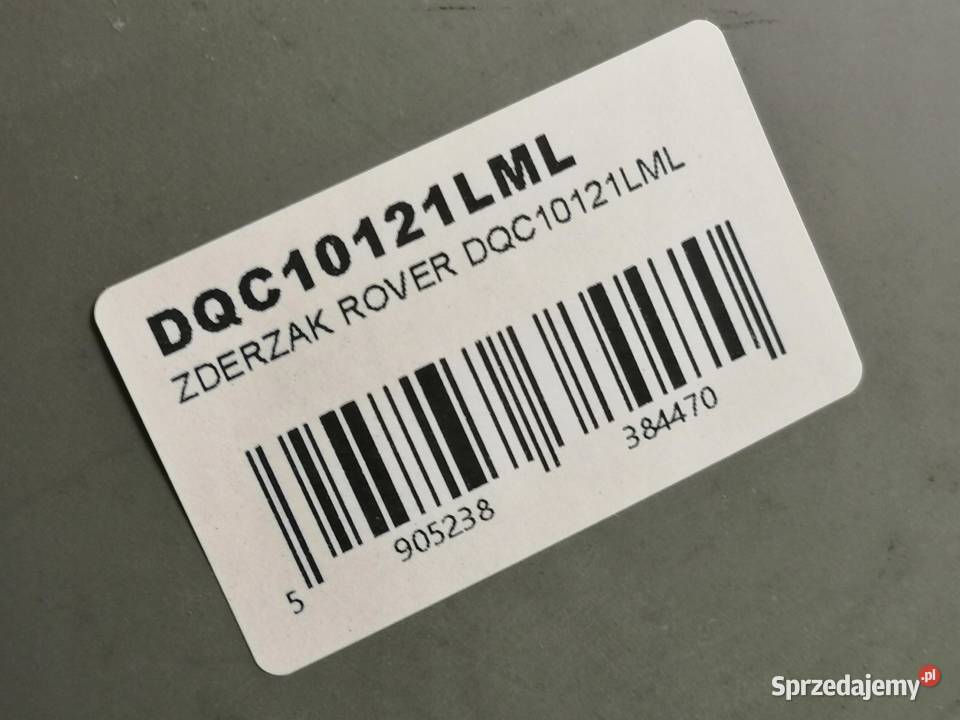 DQC10121LML
ZDERZAK ROVER DQC10121LML
5 905238 384470
Sprzedajemy.pl